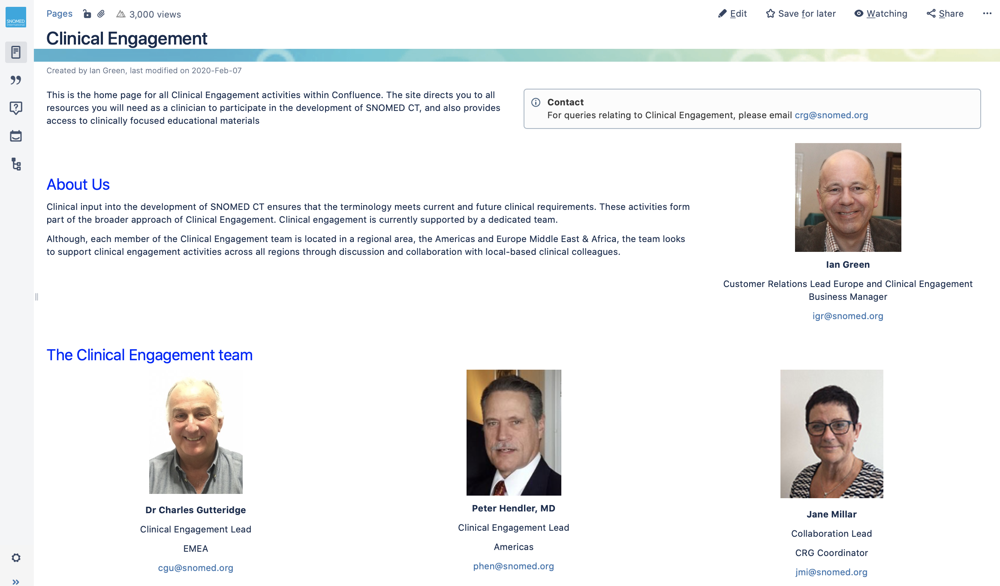 SNOMED
International
Pages
3,000 views
Edit
Save for later
Watching
Share
Clinical Engagement
Created by Ian Green, last modified on 2020-Feb-07
This is the home page for all Clinical Engagement activities within Confluence. The site directs you to all
resources you will need as a clinician to participate in the development of SNOMED CT, and also provides
access to clinically focused educational materials
Contact
For queries relating to Clinical Engagement, please email crg@snomed.org
About Us
Clinical input into the development of SNOMED CT ensures that the terminology meets current and future clinical requirements. These activities form
part of the broader approach of Clinical Engagement. Clinical engagement is currently supported by a dedicated team.
Although, each member of the Clinical Engagement team is located in a regional area, the Americas and Europe Middle East & Africa, the team looks
to support clinical engagement activities across all regions through discussion and collaboration with local-based clinical colleagues.
Ian Green
Customer Relations Lead Europe and Clinical Engagement
Business Manager
igr@snomed.org
The Clinical Engagement team
Dr Charles Gutteridge
Clinical Engagement Lead
EMEA
cgu@snomed.org
Peter Hendler, MD
Clinical Engagement Lead
Americas
phen@snomed.org
Jane Millar
Collaboration Lead
CRG Coordinator
jmi@snomed.org